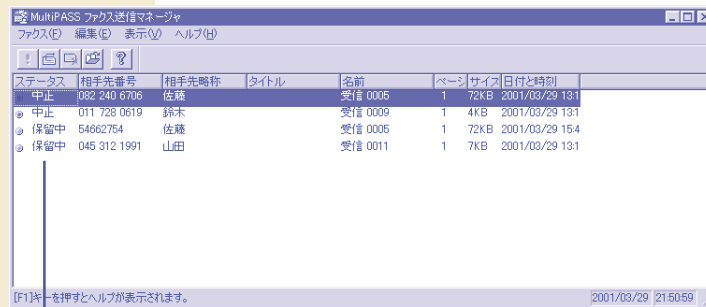 MultiPASS ファクス送信マネージャ
ファクス(F) 編集(E) 表示(V) ヘルプ(H)
ステータス 相手先番号 相手先略称 タイトル 名前 ページ サイズ 日付と時刻
中止 082 240 6706 佐藤 受信 0005 1 72KB 2001/03/29 13:1
中止 011 728 0619 鈴木 受信 0009 1 4KB 2001/03/29 13:1
保留中 54662754 佐藤 受信 0005 1 72KB 2001/03/29 15:4
保留中 045 312 1991 山田 受信 0011 1 7KB 2001/03/29 13:1
[F1]キーを押すとヘルプが表示されます。 2001/03/29 21:50:59